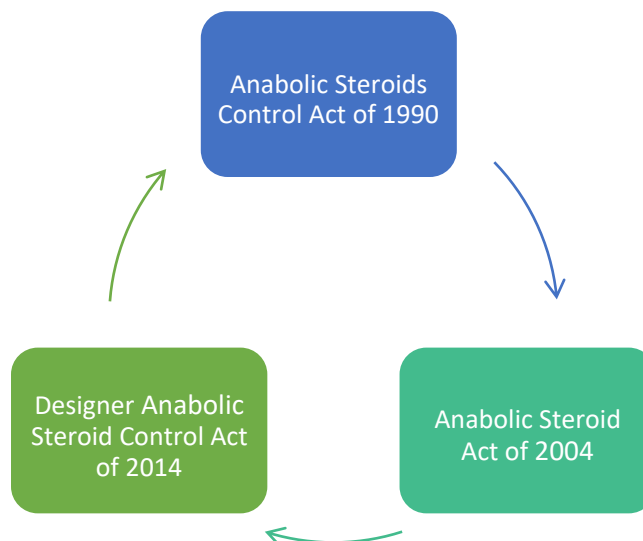 Anabolic Steroids
Control Act of 1990
Anabolic Steroid
Act of 2004
Designer Anabolic
Steroid Control Act
of 2014